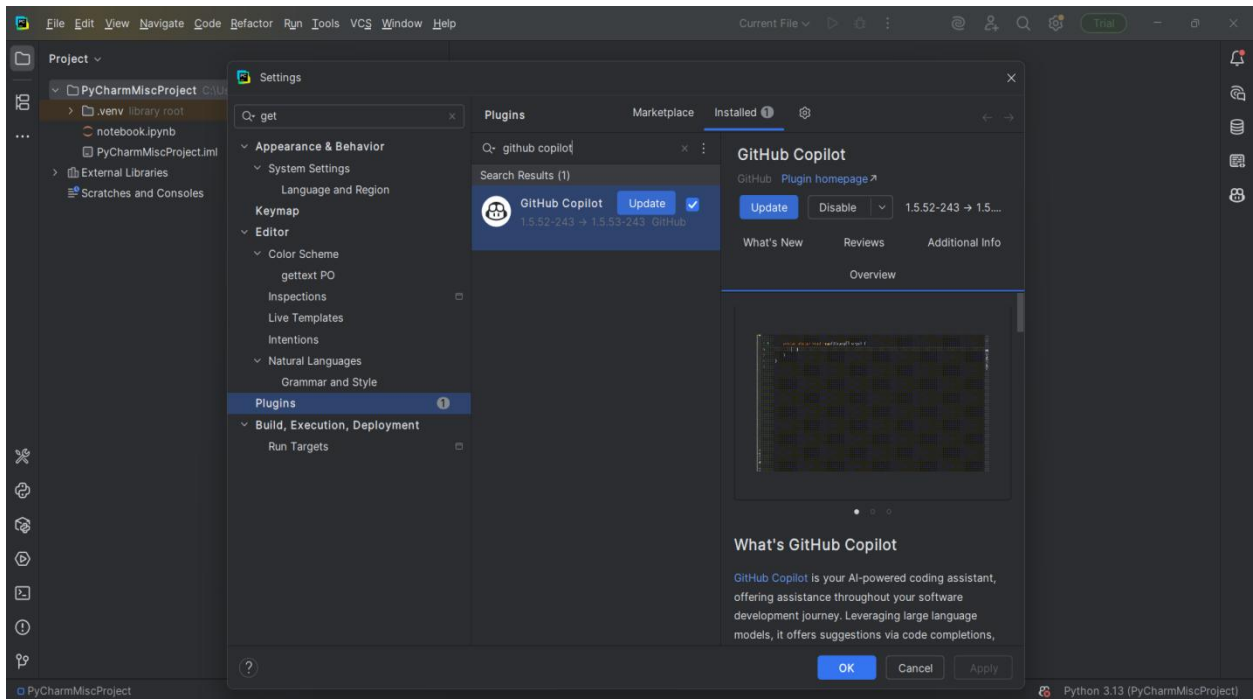 File Edit View Navigate Code Refactor Run Tools VCS Window Help
Current File
Trial
Project
PyCharmMiscProject C:\U
.venv library root
notebook.ipynb
PyCharmMiscProject.iml
External Libraries
Scratches and Consoles
Settings
get
Appearance & Behavior
System Settings
Language and Region
Keymap
Editor
Color Scheme
gettext PO
Inspections
Live Templates
Intentions
Natural Languages
Grammar and Style
Plugins 1
Build, Execution, Deployment
Run Targets
Plugins Marketplace Installed 1
github copilot
Search Results (1)
GitHub Copilot Update
1.5.52-243 → 1.5.53-243 GitHub
GitHub Copilot
GitHub Plugin homepage
Update Disable 1.5.52-243 → 1.5....
What's New Reviews Additional Info
Overview
What's GitHub Copilot
GitHub Copilot is your AI-powered coding assistant,
offering assistance throughout your software
development journey. Leveraging large language
models, it offers suggestions via code completions,
?
OK Cancel Apply
PyCharmMiscProject
Python 3.13 (PyCharmMiscProject)